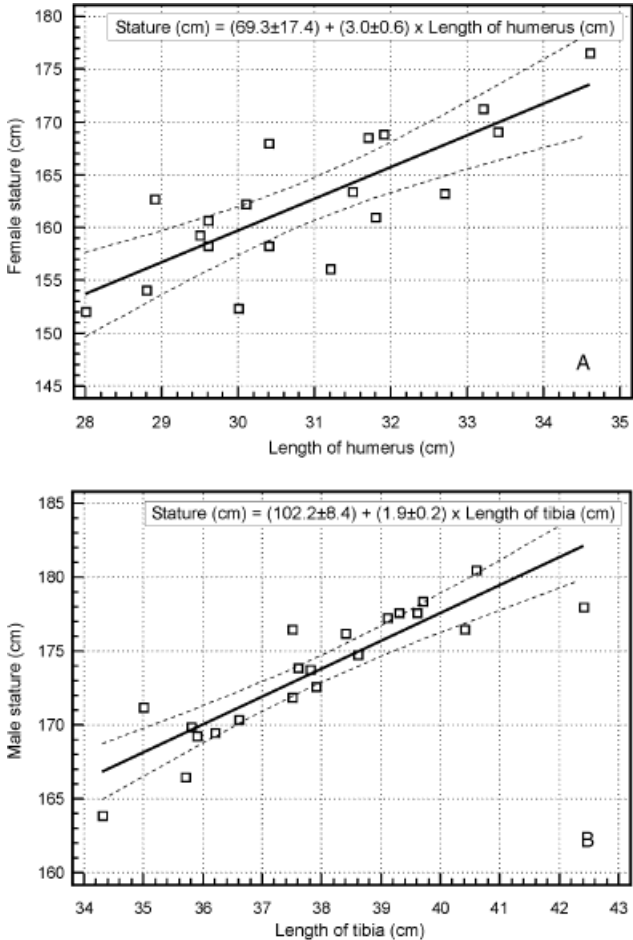 180
Stature (cm) = (69.3±17.4) + (3.0±0.6) x Length of humerus (cm)
175
170
165
160
155
150
145
Female stature (cm)
A
28 29 30 31 32 33 34 35
Length of humerus (cm)
185
Stature (cm) = (102.2±8.4) + (1.9±0.2) x Length of tibia (cm)
180
175
170
165
160
Male stature (cm)
B
34 35 36 37 38 39 40 41 42 43
Length of tibia (cm)